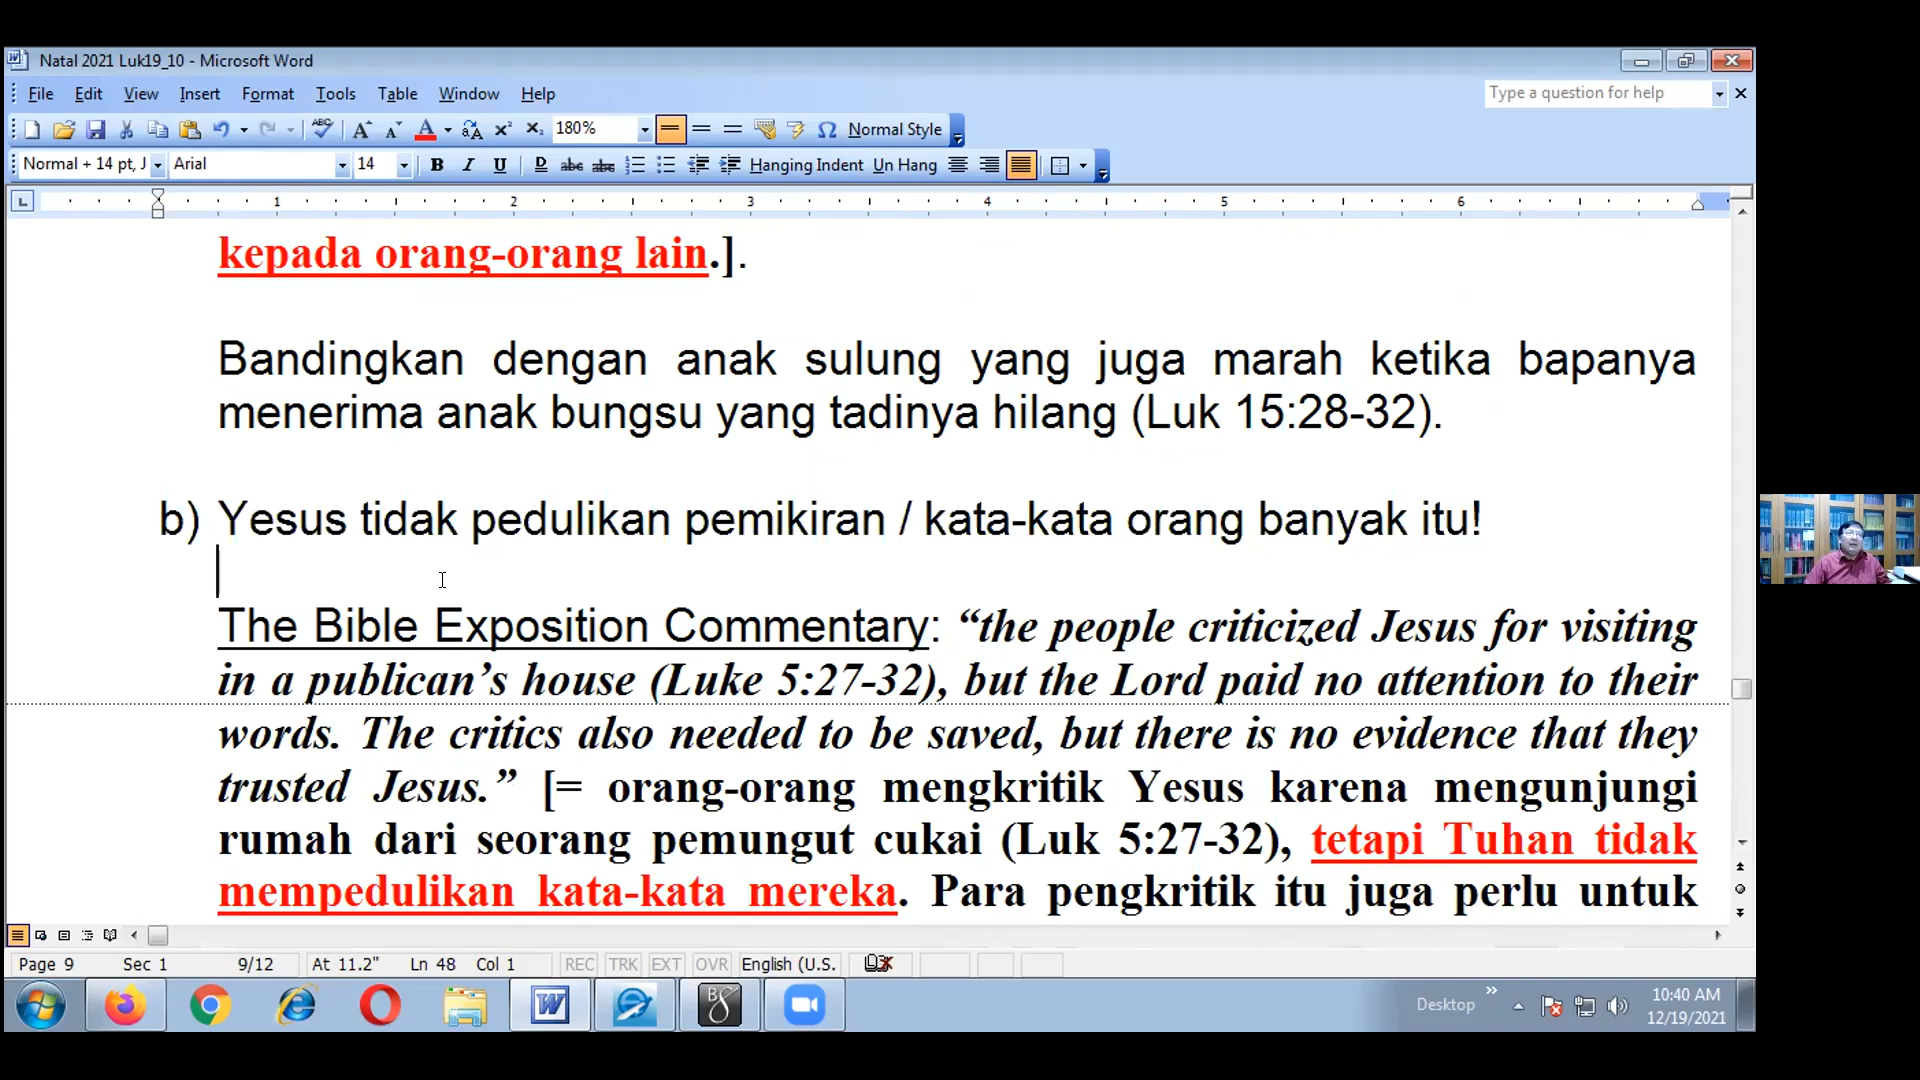 Natal 2021 Luk19_10 - Microsoft Word
File Edit View Insert Format Tools Table Window Help
Type a question for help
180%
Normal Style
Normal + 14 pt, J
Arial
14
B I U
Hanging Indent Un Hang
1 2 3 4 5 6
kepada orang-orang lain.].
Bandingkan dengan anak sulung yang juga marah ketika bapanya
menerima anak bungsu yang tadinya hilang (Luk 15:28-32).
b) Yesus tidak pedulikan pemikiran / kata-kata orang banyak itu!
The Bible Exposition Commentary: “the people criticized Jesus for visiting
in a publican’s house (Luke 5:27-32), but the Lord paid no attention to their
words. The critics also needed to be saved, but there is no evidence that they
trusted Jesus.” [= orang-orang mengkritik Yesus karena mengunjungi
rumah dari seorang pemungut cukai (Luk 5:27-32), tetapi Tuhan tidak
mempedulikan kata-kata mereka. Para pengkritik itu juga perlu untuk
Page 9 Sec 1 9/12 At 11.2" Ln 48 Col 1 REC TRK EXT OVR English (U.S.
Desktop
10:40 AM
12/19/2021